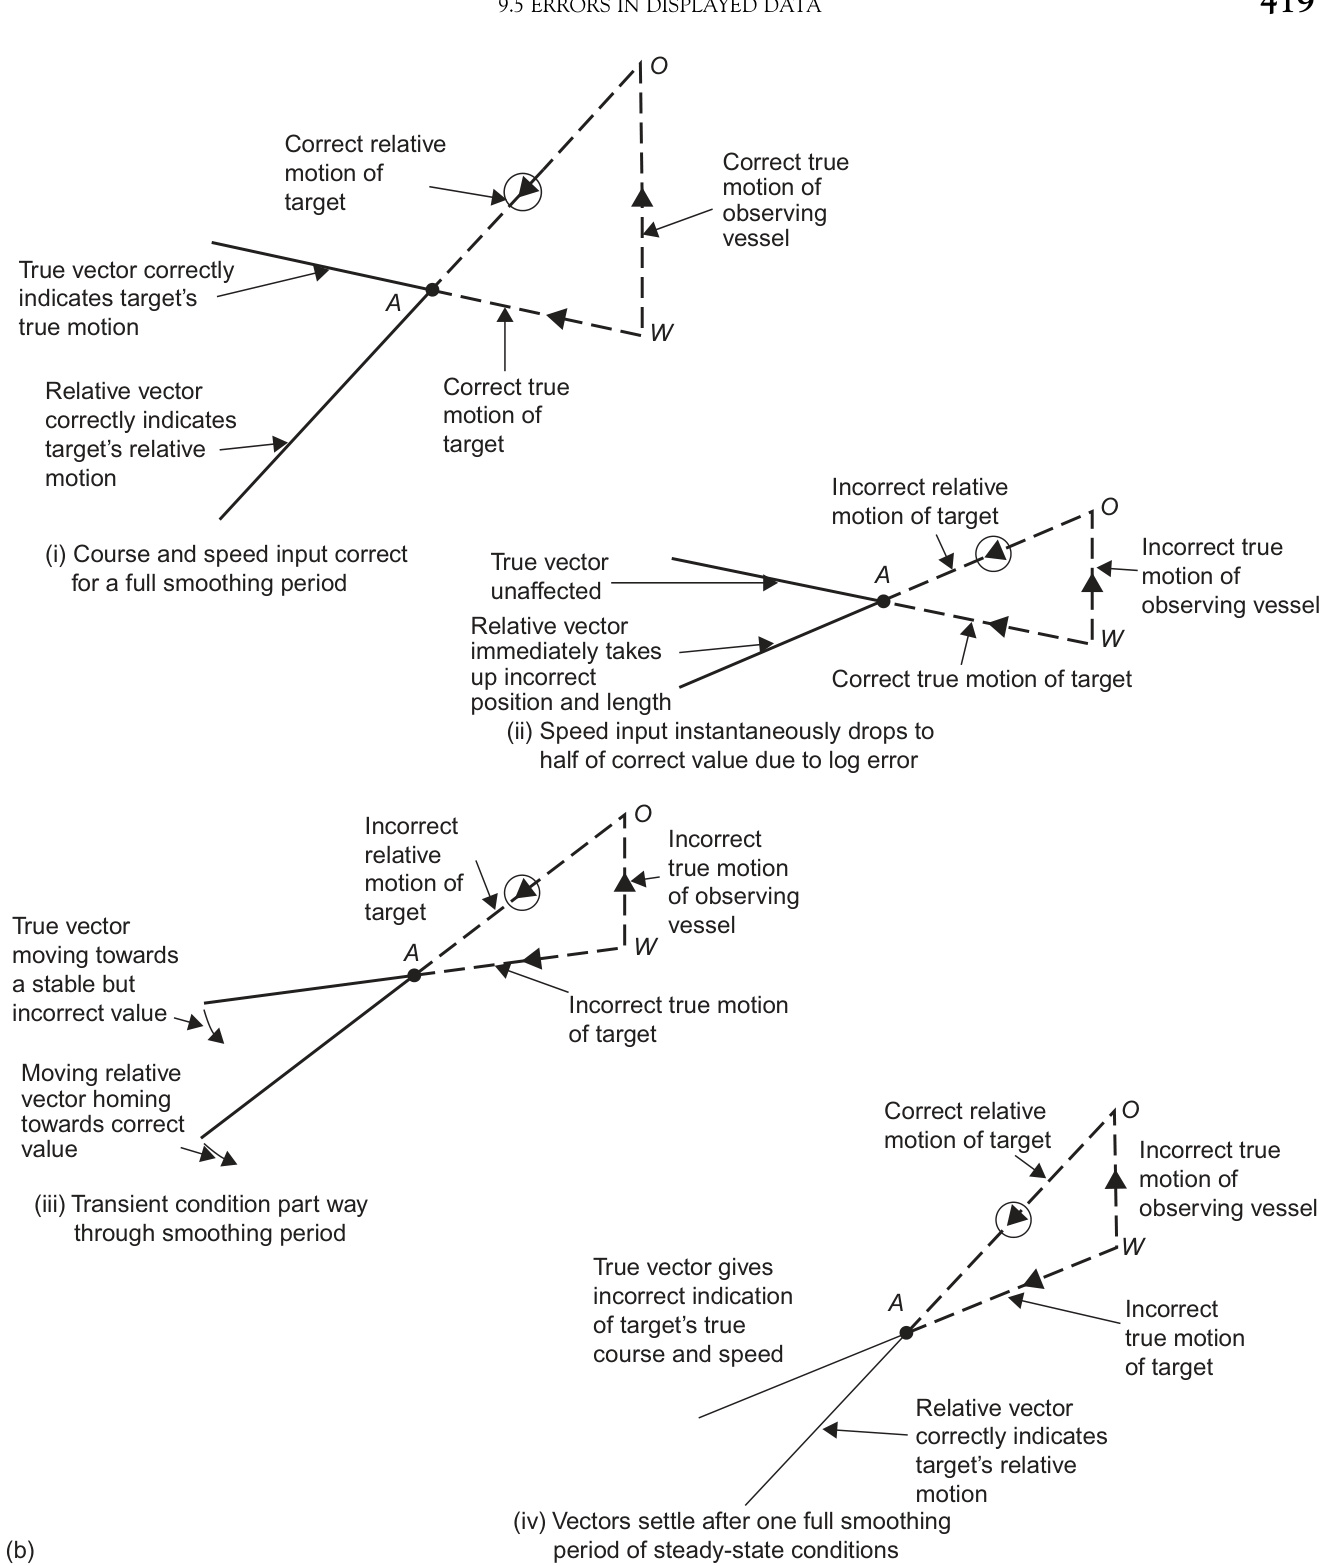 9.5 ERRORS IN DISPLAYED DATA
419
O
Correct relative
motion of
target
Correct true
motion of
observing
vessel
True vector correctly
indicates target's
true motion
A
W
Correct true
motion of
target
Relative vector
correctly indicates
target's relative
motion
(i) Course and speed input correct
for a full smoothing period
Incorrect relative
motion of target
O
True vector
unaffected
A
Incorrect true
motion of
observing vessel
Relative vector
immediately takes
up incorrect
position and length
W
Correct true motion of target
(ii) Speed input instantaneously drops to
half of correct value due to log error
O
Incorrect
relative
motion of
target
Incorrect
true motion
of observing
vessel
True vector
moving towards
a stable but
incorrect value
A
W
Incorrect true motion
of target
Moving relative
vector homing
towards correct
value
(iii) Transient condition part way
through smoothing period
Correct relative
motion of target
O
Incorrect true
motion of
observing vessel
W
True vector gives
incorrect indication
of target's true
course and speed
A
Incorrect
true motion
of target
Relative vector
correctly indicates
target's relative
motion
(iv) Vectors settle after one full smoothing
period of steady-state conditions
(b)